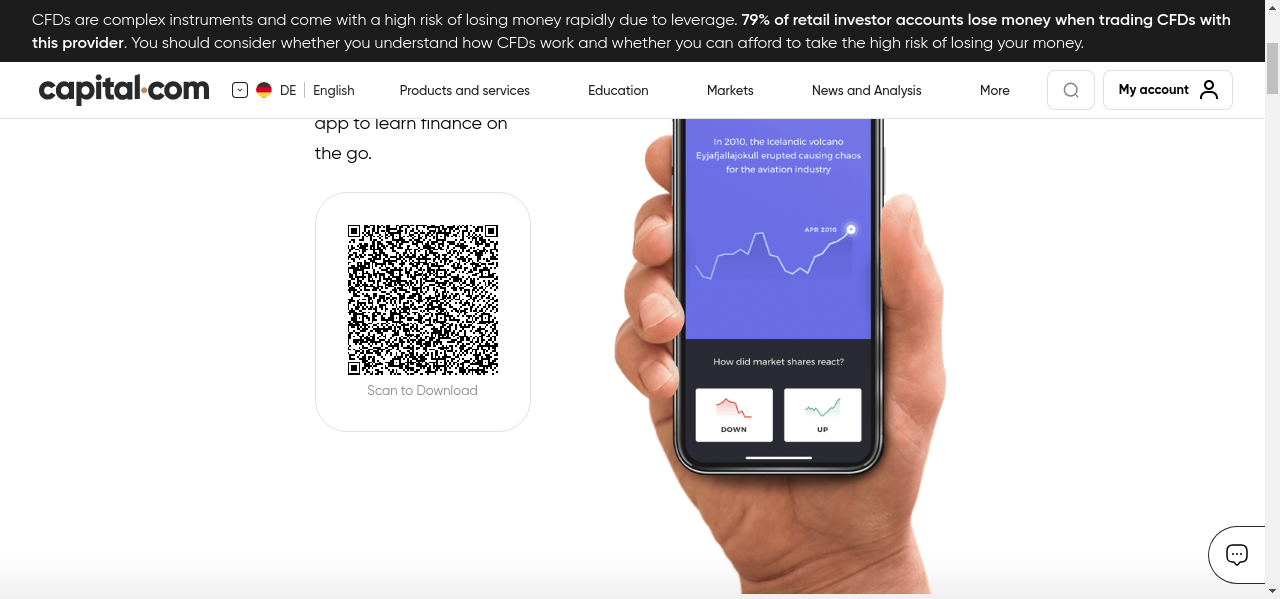 CFDs are complex instruments and come with a high risk of losing money rapidly due to leverage. 79% of retail investor accounts lose money when trading CFDs with
this provider. You should consider whether you understand how CFDs work and whether you can afford to take the high risk of losing your money.
capital.com
DE
English
Products and services
Education
Markets
News and Analysis
More
My account
app to learn finance on
the go.
Scan to Download
In 2010, the Icelandic volcano
Eyjafjallajokull erupted causing chaos
for the aviation industry
APR 2010
How did market shares react?
DOWN
UP